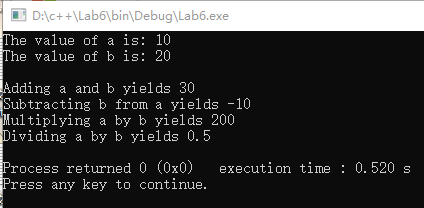 D:\c++\Lab6\bin\Debug\Lab6.exe
The value of a is: 10
The value of b is: 20
Adding a and b yields 30
Subtracting b from a yields -10
Multiplying a by b yields 200
Dividing a by b yields 0.5
Process returned 0 (0x0)   execution time : 0.520 s
Press any key to continue.